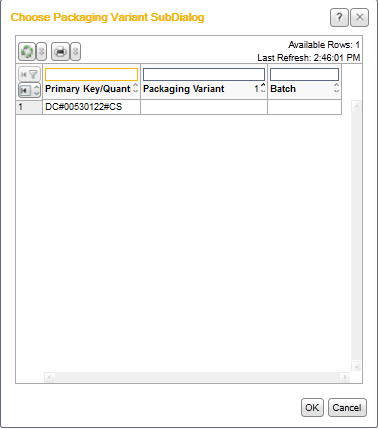 Choose Packaging Variant SubDialog
?
Available Rows: 1
Last Refresh: 2:46:01 PM
Primary Key/Quant Packaging Variant 1 Batch
1 DC#00530122#CS
OK Cancel